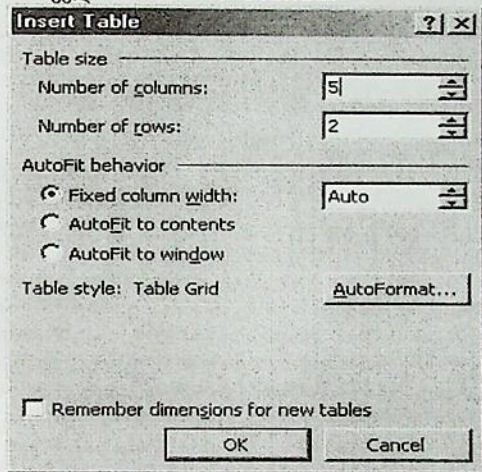 Insert Table
Table size
Number of columns: 5
Number of rows: 2
AutoFit behavior
Fixed column width: Auto
AutoFit to contents
AutoFit to window
Table style: Table Grid AutoFormat...
Remember dimensions for new tables
OK Cancel